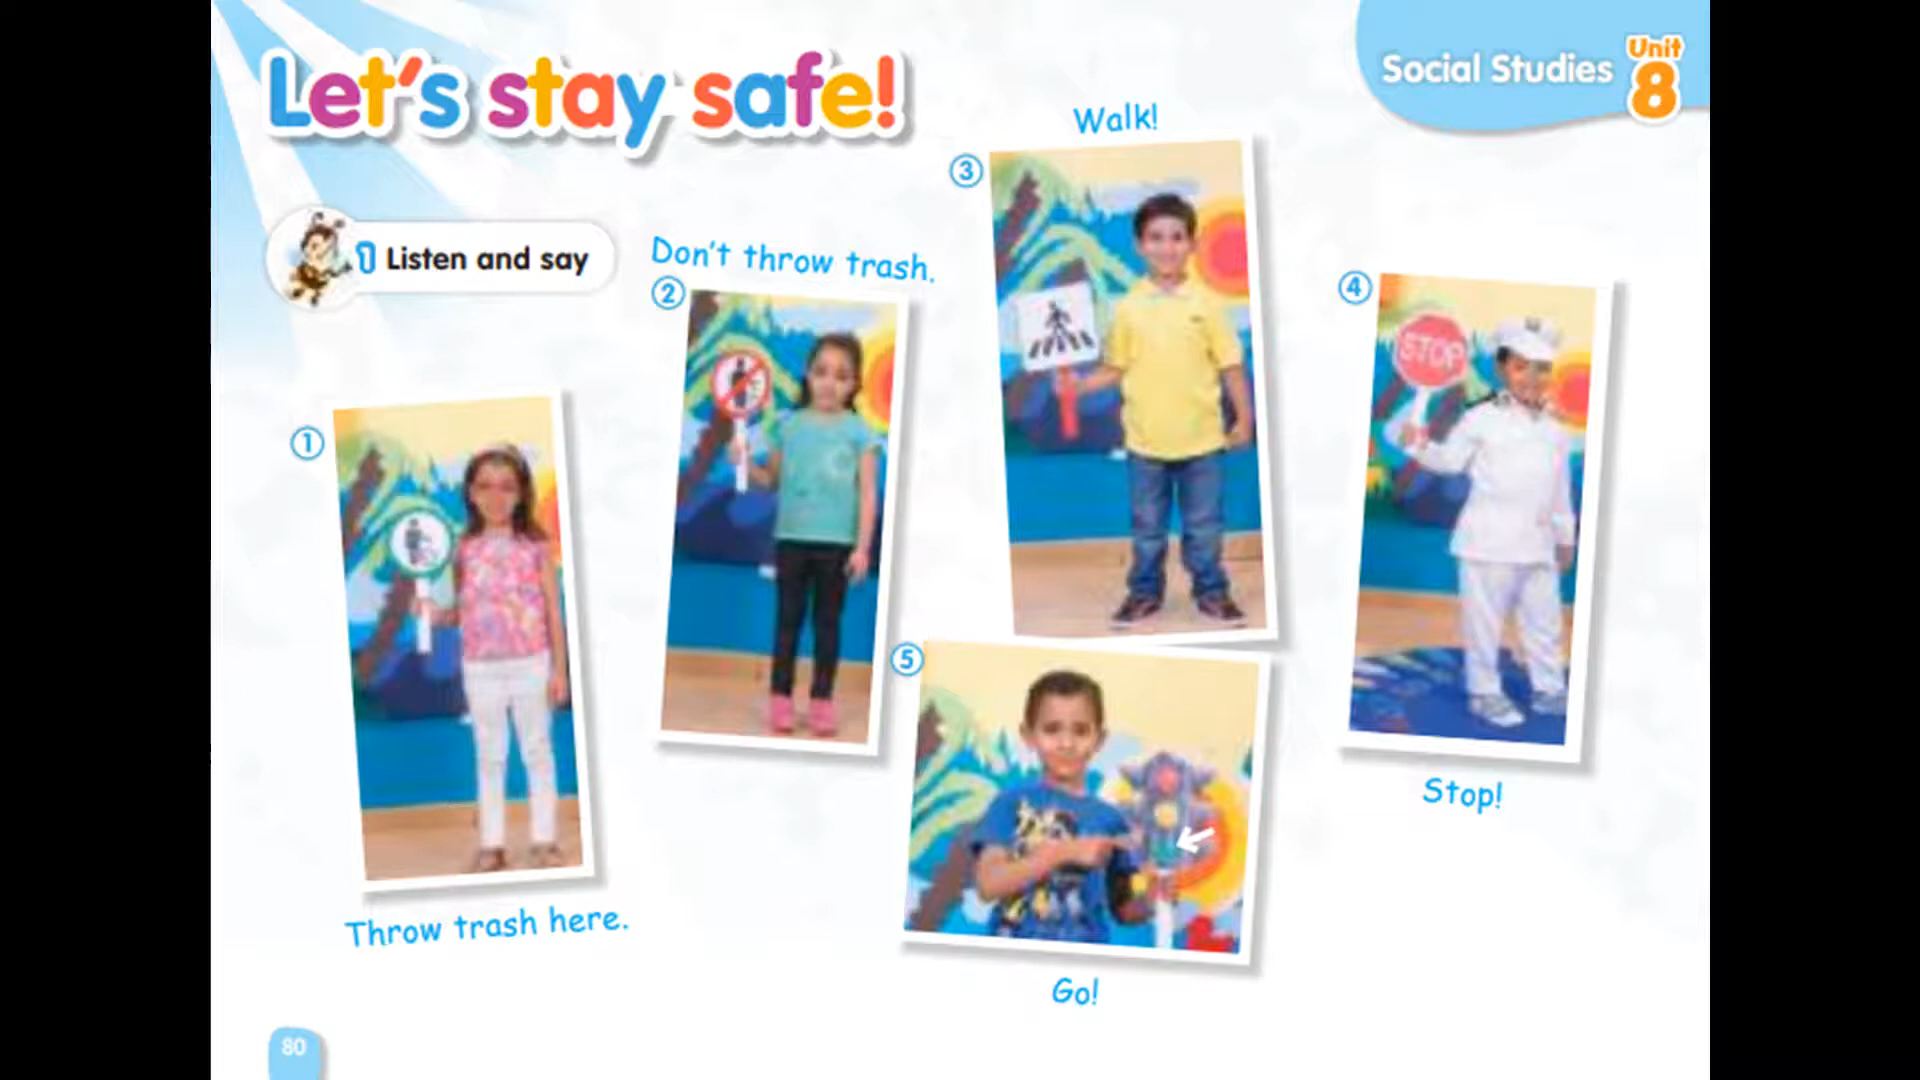 Let's stay safe!
Social Studies
Unit
8
1 Listen and say
1
Throw trash here.
2
Don't throw trash.
3
Walk!
4
STOP
Stop!
5
Go!
80